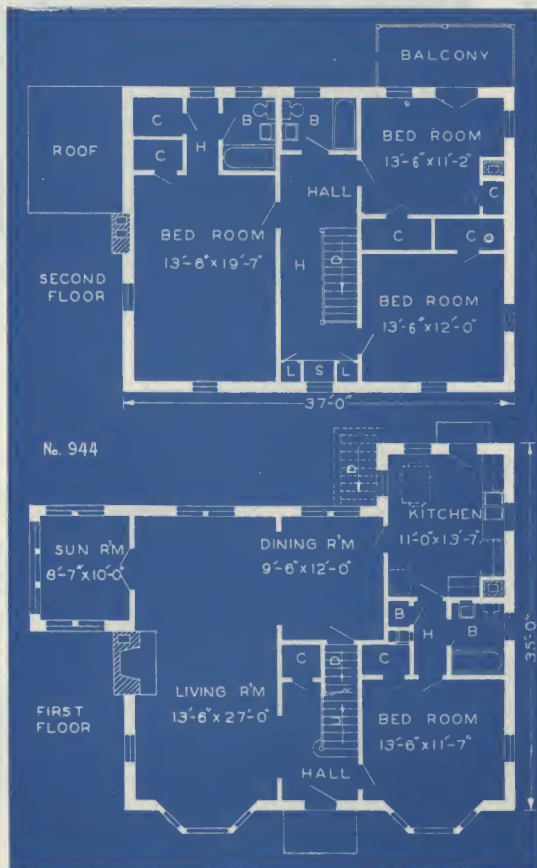 BALCONY
ROOF
C
H
B
B
BED ROOM
13'-6"x11'-2"
C
C
HALL
BED ROOM
13'-6"x19'-7"
H
D
C
C
SECOND
FLOOR
BED ROOM
13'-6"x12'-0"
L
S
L
37'-0"
No. 944
D
KITCHEN
11'-0"x13'-7"
SUN R'M
8'-7"x10'-0"
DINING R'M
9'-6"x12'-0"
B
H
B
35'-0"
C
D
C
LIVING R'M
13'-6"x27'-0"
U
BED ROOM
13'-6"x11'-7"
FIRST
FLOOR
HALL